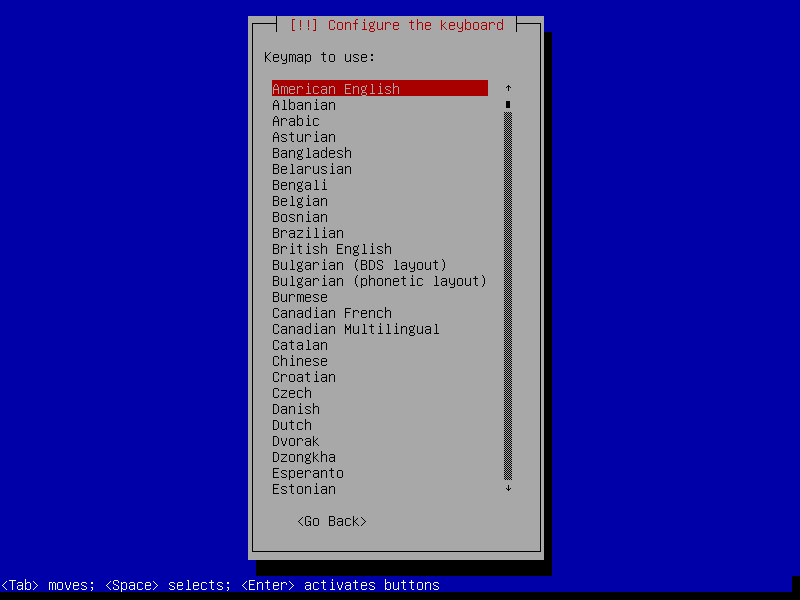 [!!] Configure the keyboard
Keymap to use:
American English ↑
Albanian
Arabic
Asturian
Bangladesh
Belarusian
Bengali
Belgian
Bosnian
Brazilian
British English
Bulgarian (BDS layout)
Bulgarian (phonetic layout)
Burmese
Canadian French
Canadian Multilingual
Catalan
Chinese
Croatian
Czech
Danish
Dutch
Dvorak
Dzongkha
Esperanto
Estonian ↓
<Go Back>
<Tab> moves; <Space> selects; <Enter> activates buttons